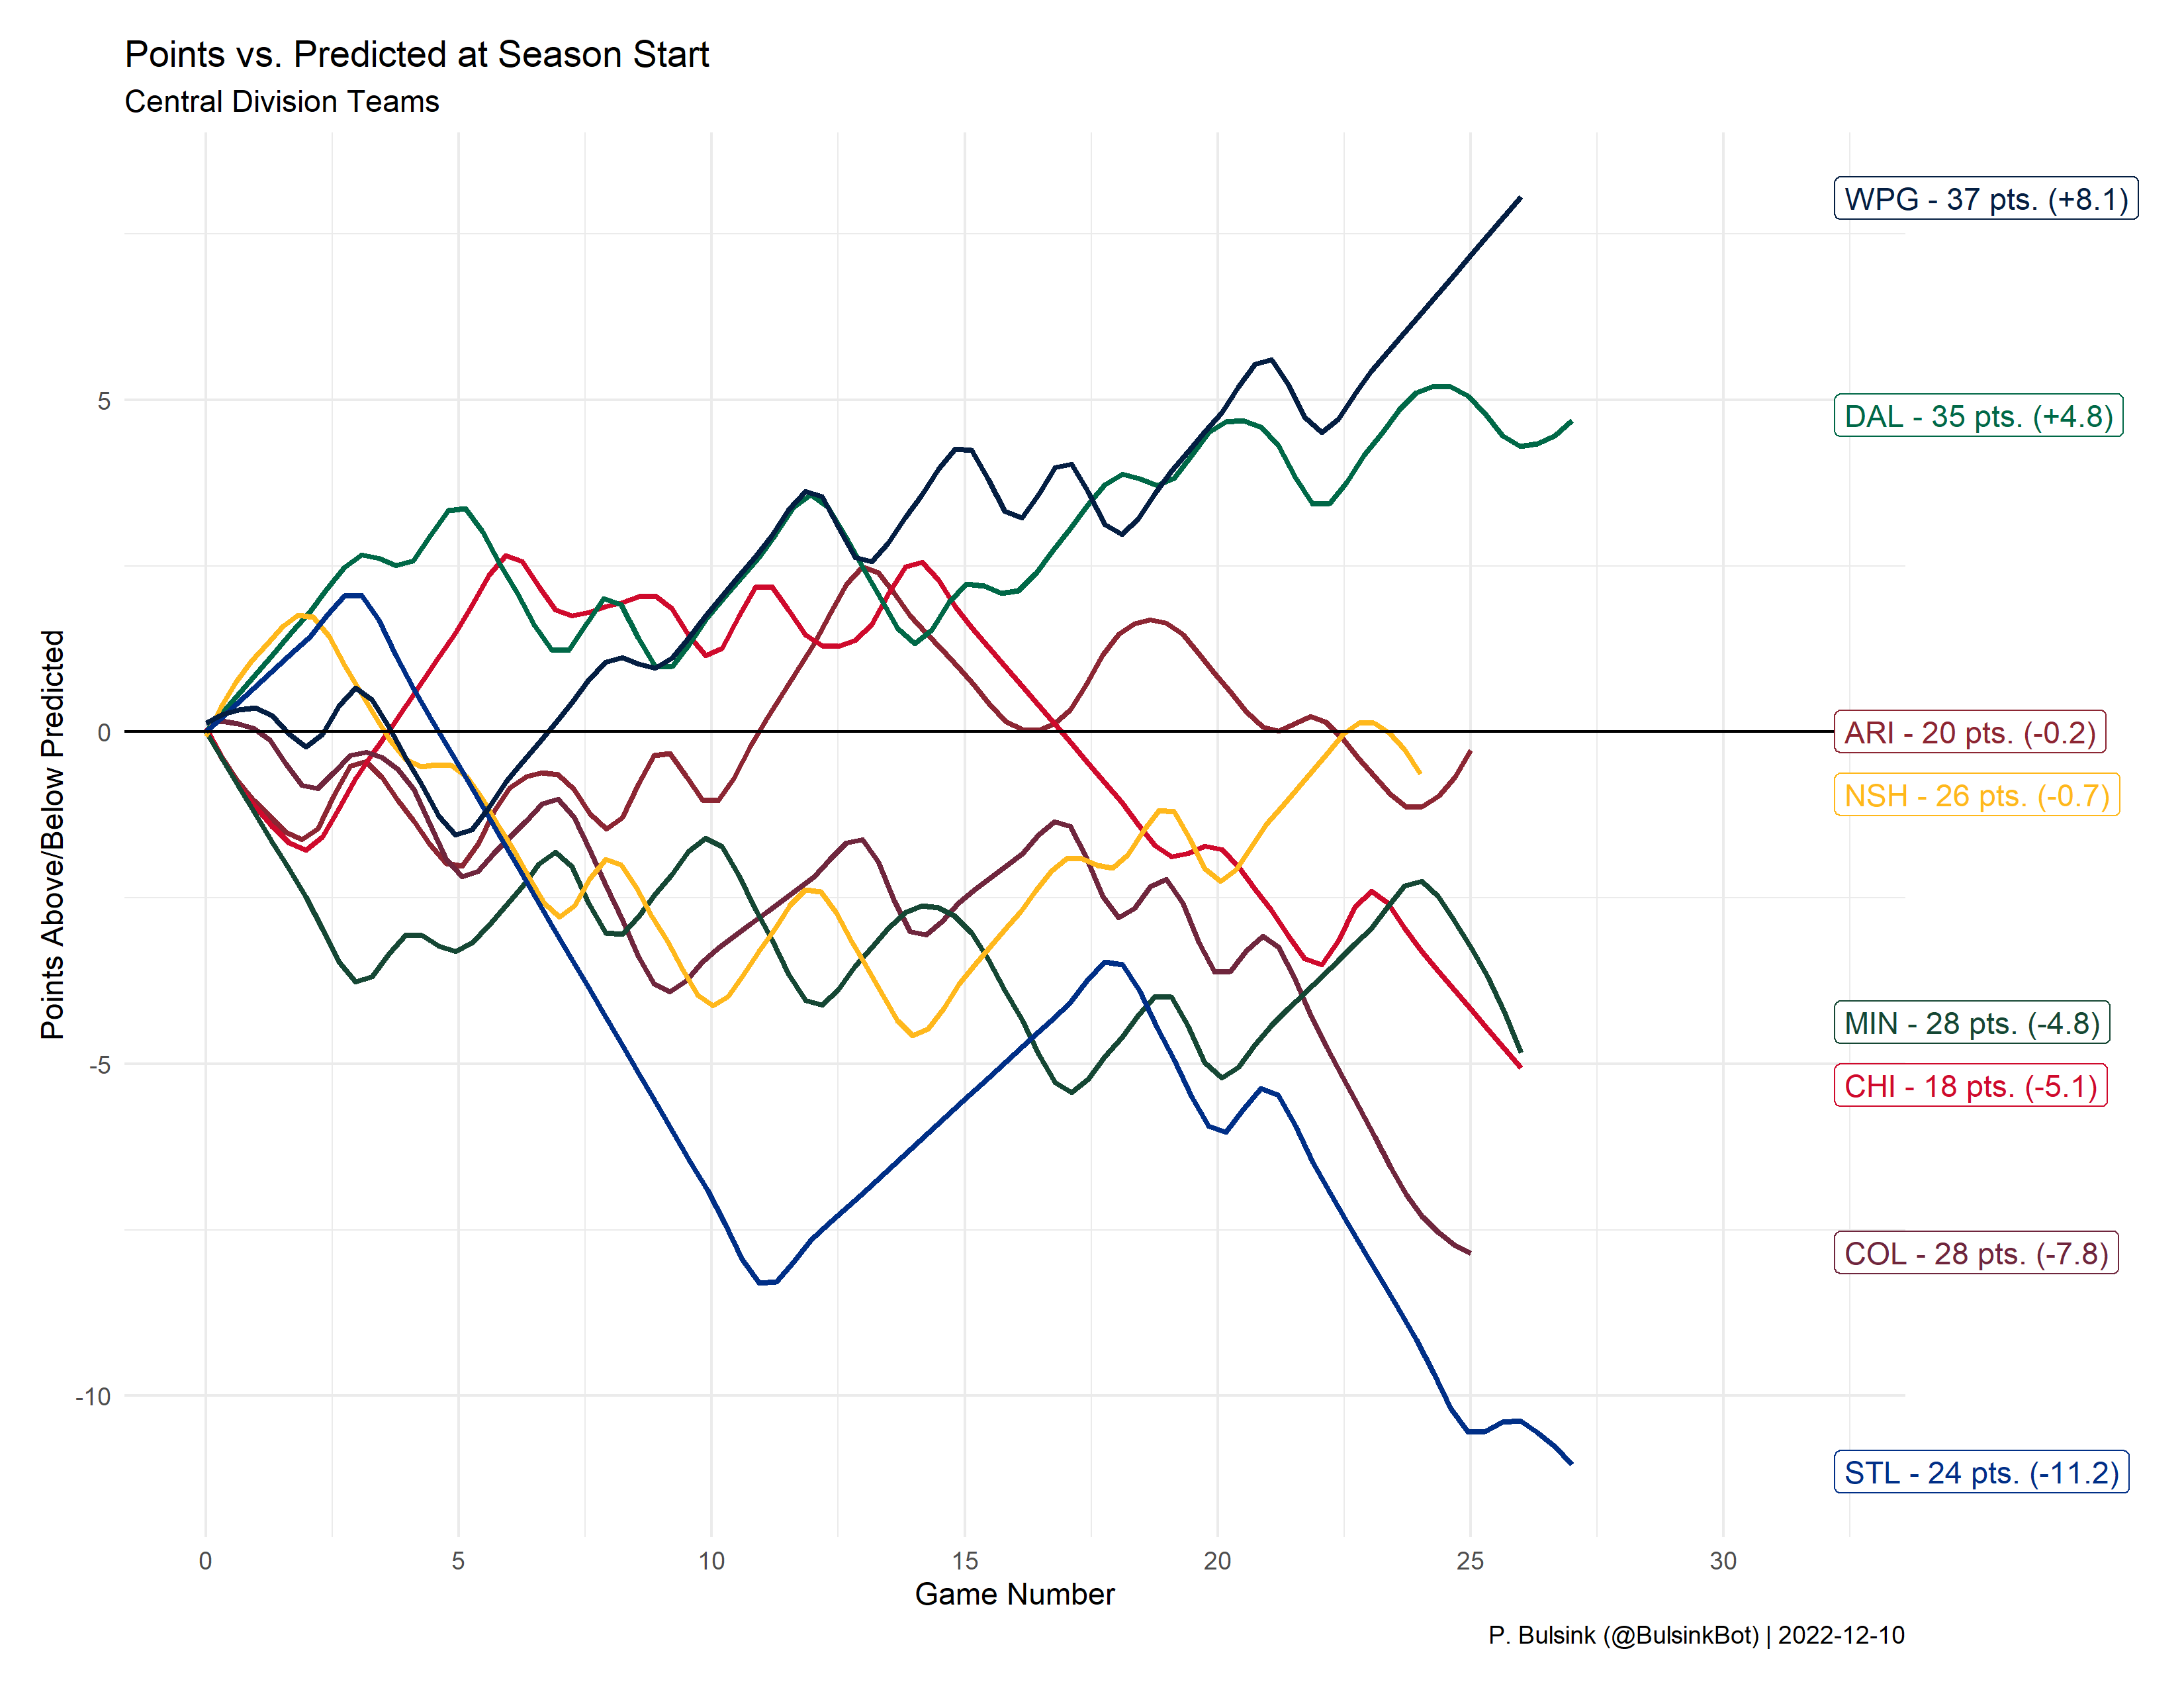 Points vs. Predicted at Season Start
Central Division Teams
Points Above/Below Predicted
5
0
-5
-10
WPG - 37 pts. (+8.1)
DAL - 35 pts. (+4.8)
ARI - 20 pts. (-0.2)
NSH - 26 pts. (-0.7)
MIN - 28 pts. (-4.8)
CHI - 18 pts. (-5.1)
COL - 28 pts. (-7.8)
STL - 24 pts. (-11.2)
0 5 10 15 20 25 30
Game Number
P. Bulsink (@BulsinkBot) | 2022-12-10